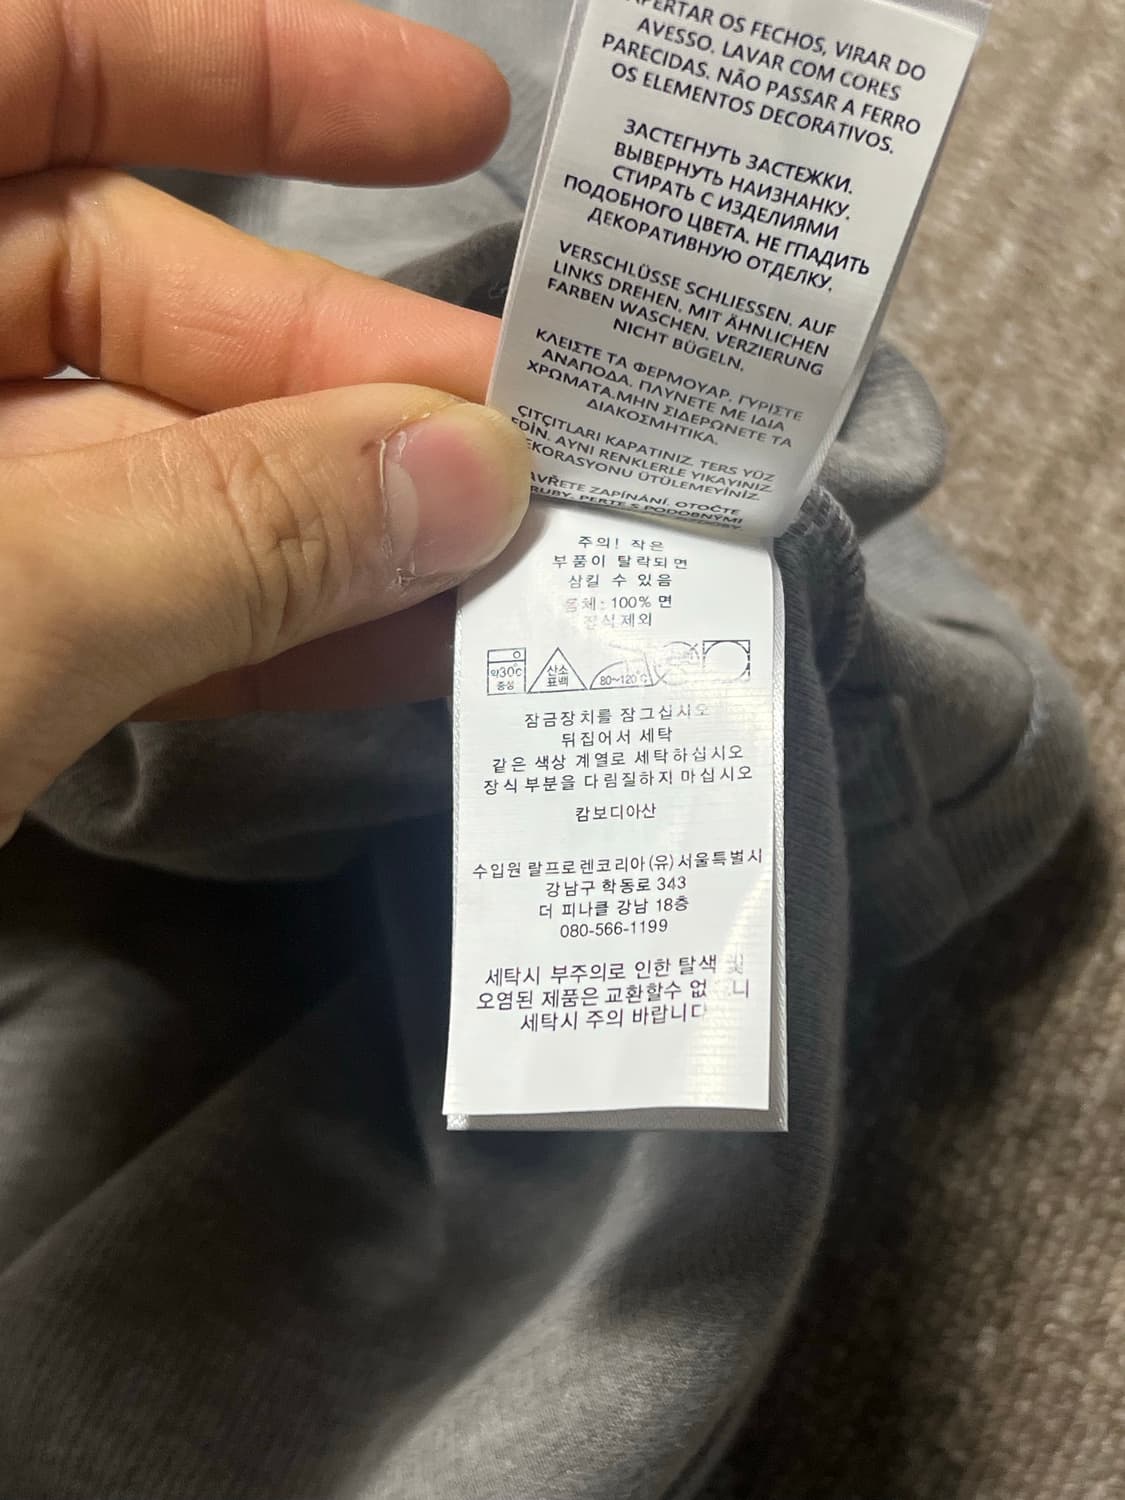 APERTAR OS FECHOS, VIRAR DO
AVESSO. LAVAR COM CORES
PARECIDAS. NÃO PASSAR A FERRO
OS ELEMENTOS DECORATIVOS.
ЗАСТЕГНУТЬ ЗАСТЕЖКИ.
ВЫВЕРНУТЬ НАИЗНАНКУ.
СТИРАТЬ С ИЗДЕЛИЯМИ
ПОДОБНОГО ЦВЕТА. НЕ ГЛАДИТЬ
ДЕКОРАТИВНУЮ ОТДЕЛКУ.
VERSCHLÜSSE SCHLIESSEN. AUF
LINKS DREHEN. MIT ÄHNLICHEN
FARBEN WASCHEN. VERZIERUNG
NICHT BÜGELN.
ΚΛΕΙΣΤΕ ΤΑ ΦΕΡΜΟΥΑΡ. ΓΥΡΙΣΤΕ
ΑΝΑΠΟΔΑ. ΠΛΥΝΕΤΕ ΜΕ ΙΔΙΑ
ΧΡΩΜΑΤΑ.ΜΗΝ ΣΙΔΕΡΩΝΕΤΕ ΤΑ
ΔΙΑΚΟΣΜΗΤΙΚΑ.
ÇITÇITLARI KAPATINIZ. TERS YÜZ
EDİN. AYNI RENKLERLE YIKAYINIZ.
EKORASYONU ÜTÜLEMEYİNİZ.
AVŘETE ZAPÍNÁNÍ. OTOČTE
RUBY. PERTE S PODOBNÝMI
주의! 작은
부품이 탈락되면
삼킬 수 있음
몸체: 100% 면
장식제외
약30°C
중성
산소
표백
80~120°C
잠금장치를 잠그십시오
뒤집어서 세탁
같은 색상 계열로 세탁하십시오
장식부분을 다림질하지 마십시오
캄보디아산
수입원 랄프로렌코리아(유)서울특별시
강남구 학동로 343
더 피나클 강남 18층
080-566-1199
세탁시 부주의로 인한 탈색 및
오염된 제품은 교환할수 없 니
세탁시 주의 바랍니다